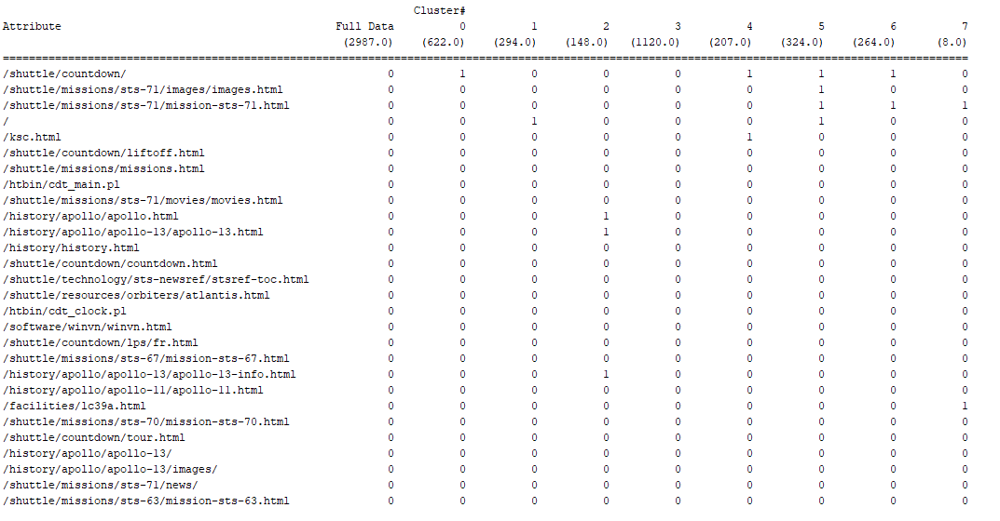 Cluster#
Attribute Full Data 0 1 2 3 4 5 6 7
(2987.0) (622.0) (294.0) (148.0) (1120.0) (207.0) (324.0) (264.0) (8.0)
================================================================================
/shuttle/countdown/ 0 1 0 0 0 1 1 1 0
/shuttle/missions/sts-71/images/images.html 0 0 0 0 0 0 1 0 0
/shuttle/missions/sts-71/mission-sts-71.html 0 0 0 0 0 0 1 1 1
/ 0 0 1 0 0 0 1 0 0
/ksc.html 0 0 0 0 0 1 0 0 0
/shuttle/countdown/liftoff.html 0 0 0 0 0 0 0 0 0
/shuttle/missions/missions.html 0 0 0 0 0 0 0 0 0
/htbin/cdt_main.pl 0 0 0 0 0 0 0 0 0
/shuttle/missions/sts-71/movies/movies.html 0 0 0 0 0 0 0 0 0
/history/apollo/apollo.html 0 0 0 1 0 0 0 0 0
/history/apollo/apollo-13/apollo-13.html 0 0 0 1 0 0 0 0 0
/history/history.html 0 0 0 0 0 0 0 0 0
/shuttle/countdown/countdown.html 0 0 0 0 0 0 0 0 0
/shuttle/technology/sts-newsref/stsref-toc.html 0 0 0 0 0 0 0 0 0
/shuttle/resources/orbiters/atlantis.html 0 0 0 0 0 0 0 0 0
/htbin/cdt_clock.pl 0 0 0 0 0 0 0 0 0
/software/winvn/winvn.html 0 0 0 0 0 0 0 0 0
/shuttle/countdown/lps/fr.html 0 0 0 0 0 0 0 0 0
/shuttle/missions/sts-67/mission-sts-67.html 0 0 0 0 0 0 0 0 0
/history/apollo/apollo-13/apollo-13-info.html 0 0 0 1 0 0 0 0 0
/history/apollo/apollo-11/apollo-11.html 0 0 0 0 0 0 0 0 0
/facilities/lc39a.html 0 0 0 0 0 0 0 0 1
/shuttle/missions/sts-70/mission-sts-70.html 0 0 0 0 0 0 0 0 0
/shuttle/countdown/tour.html 0 0 0 0 0 0 0 0 0
/history/apollo/apollo-13/ 0 0 0 0 0 0 0 0 0
/history/apollo/apollo-13/images/ 0 0 0 0 0 0 0 0 0
/shuttle/missions/sts-71/news/ 0 0 0 0 0 0 0 0 0
/shuttle/missions/sts-63/mission-sts-63.html 0 0 0 0 0 0 0 0 0